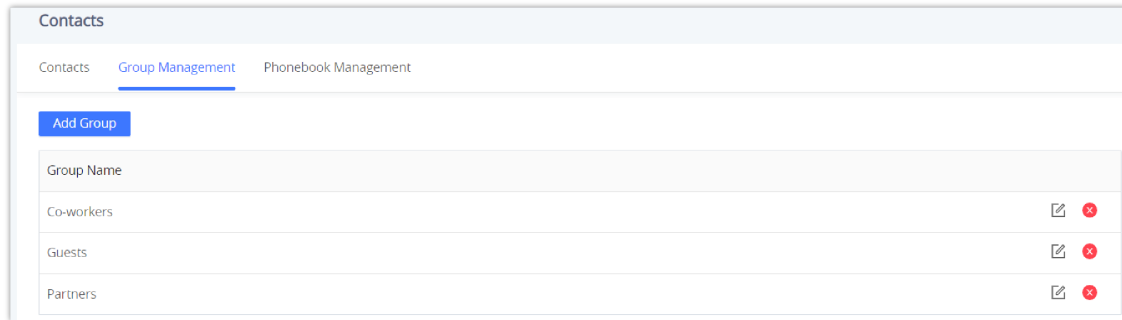 Contacts
Contacts Group Management Phonebook Management
Add Group
Group Name
Co-workers
Guests
Partners